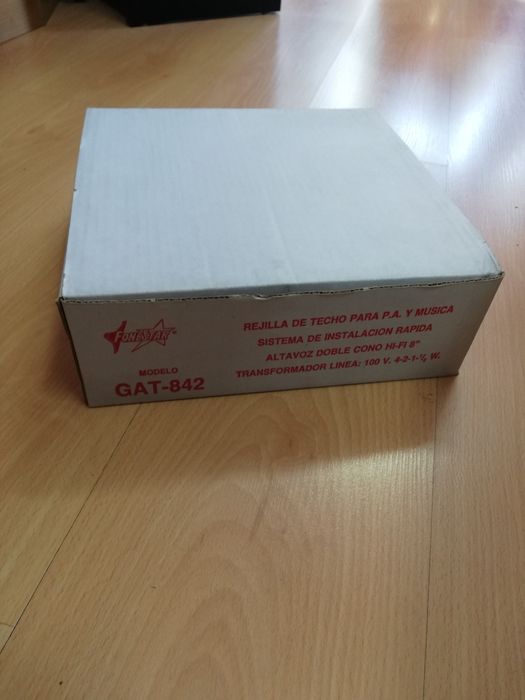 FONESTAR
MODELO
GAT-842
REJILLA DE TECHO PARA P.A. Y MUSICA
SISTEMA DE INSTALACION RAPIDA
ALTAVOZ DOBLE CONO HI-FI 8"
TRANSFORMADOR LINEA: 100 V. 4-2-1-½ W.